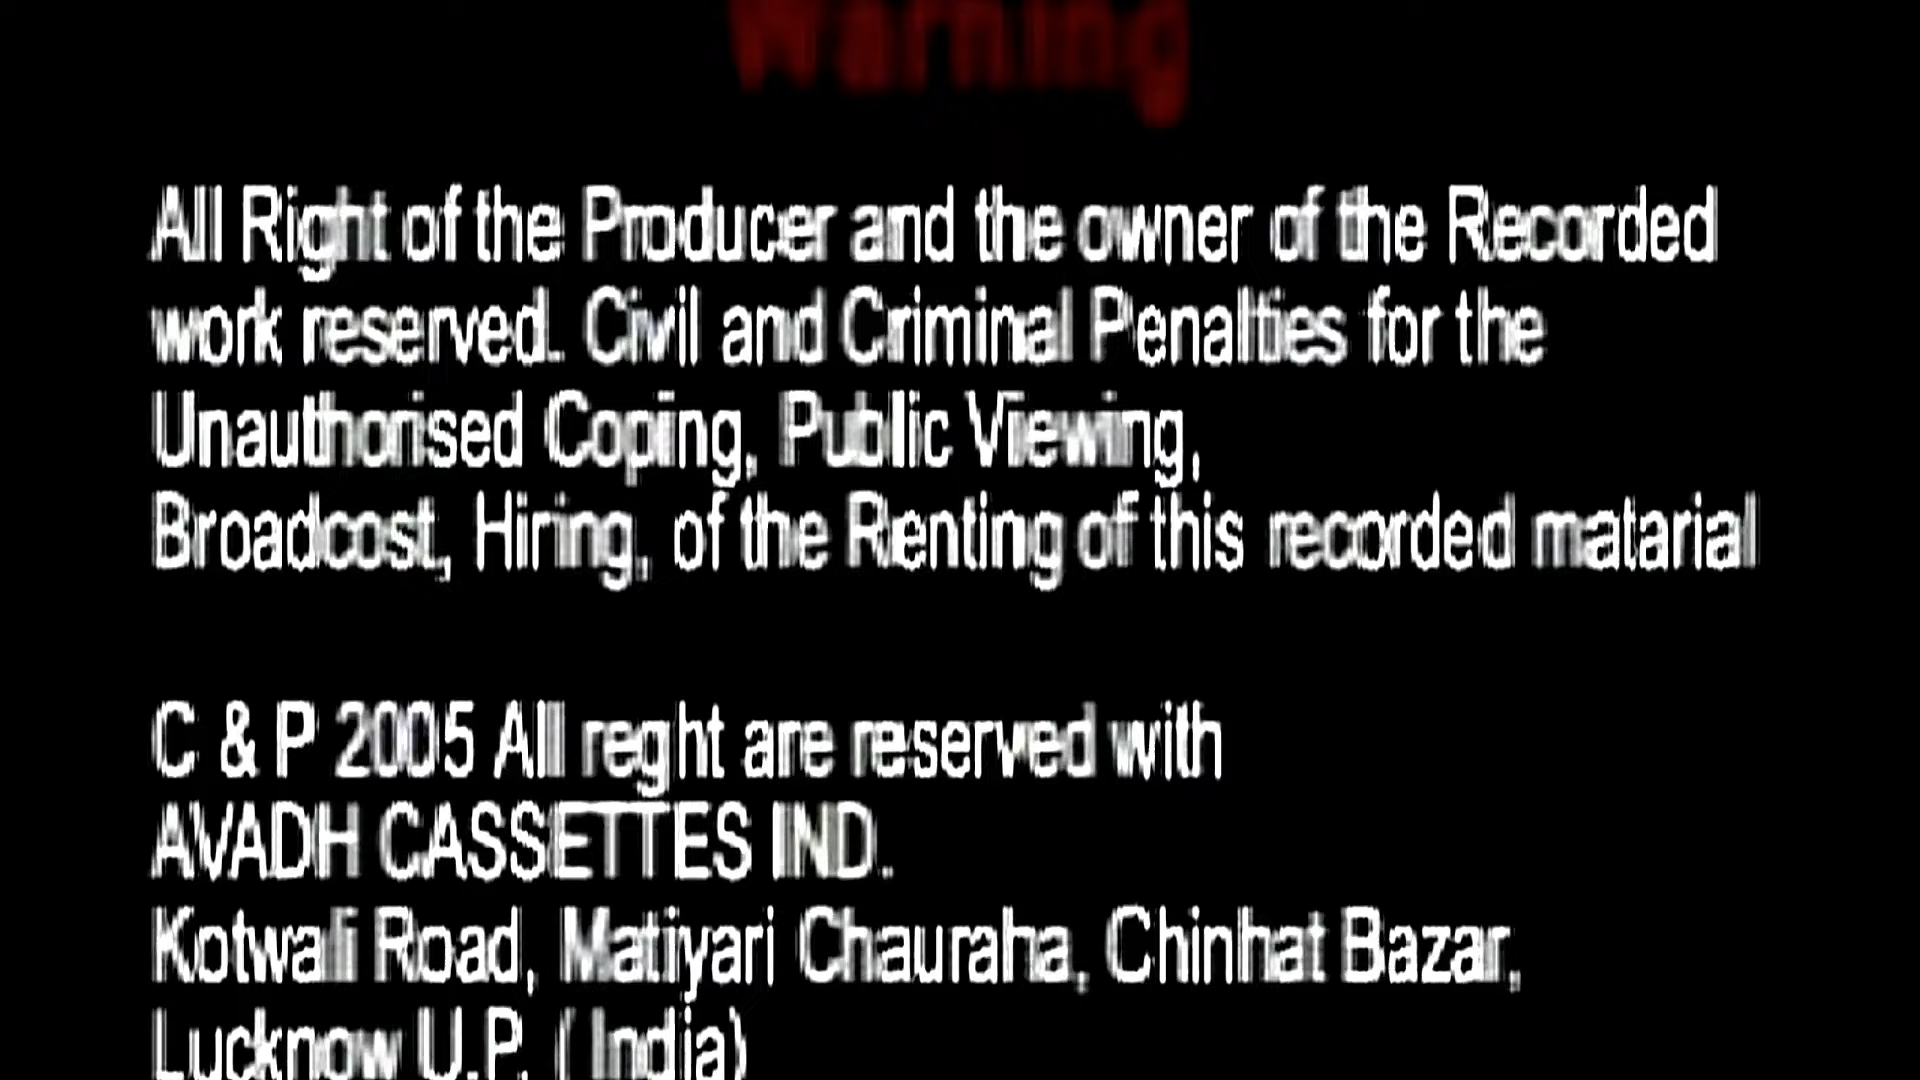 Warning
All Right of the Producer and the owner of the Recorded
work reserved. Civil and Criminal Penalties for the
Unauthorised Coping, Public Viewing,
Broadcost, Hiring, of the Renting of this recorded matarial
C & P 2005 All reght are reserved with
AVADH CASSETTES IND.
Kotwali Road, Matiyari Chauraha, Chinhat Bazar,
Lucknow U.P. ( India)